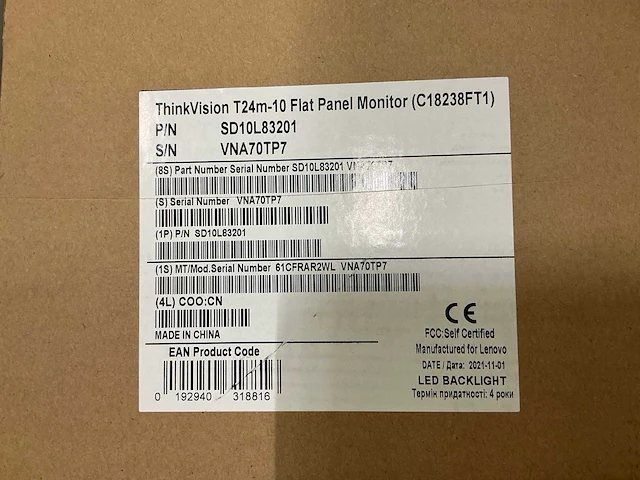 ThinkVision T24m-10 Flat Panel Monitor (C18238FT1)
P/N SD10L83201
S/N VNA70TP7
(8S) Part Number Serial Number SD10L83201 VNA70TP7
(S) Serial Number VNA70TP7
(1P) P/N SD10L83201
(1S) MT/Mod.Serial Number 61CFRAR2WL VNA70TP7
(4L) COO:CN
MADE IN CHINA
EAN Product Code
0 192940 318816
CE
FCC:Self Certified
Manufactured for Lenovo
DATE / Дата: 2021-11-01
LED BACKLIGHT
Термін придатності: 4 роки